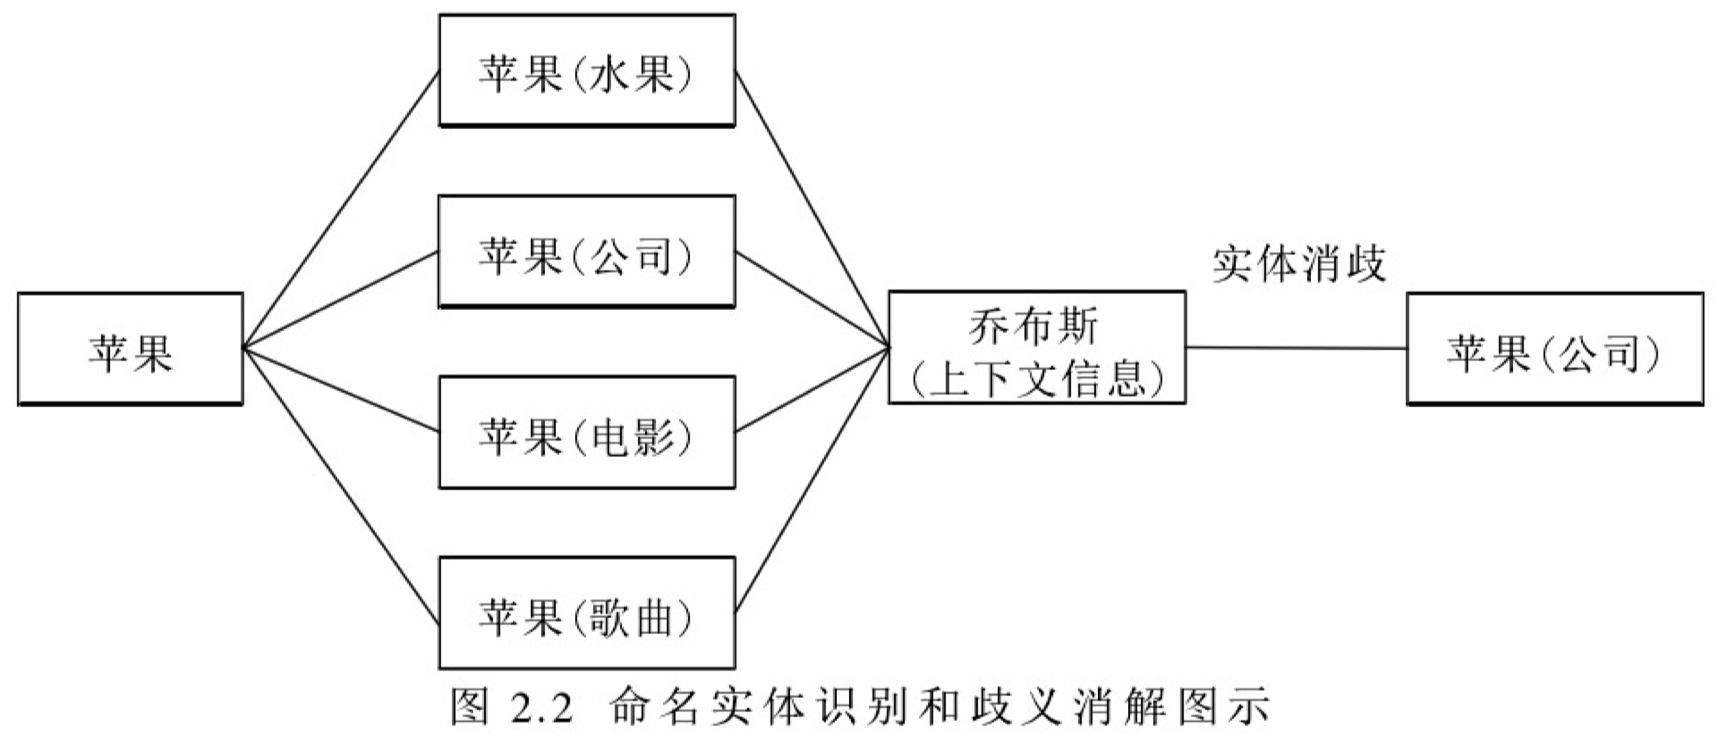 苹果
苹果(水果)
苹果(公司)
苹果(电影)
苹果(歌曲)
乔布斯
(上下文信息)
实体消歧
苹果(公司)
图 2.2 命名实体识别和歧义消解图示